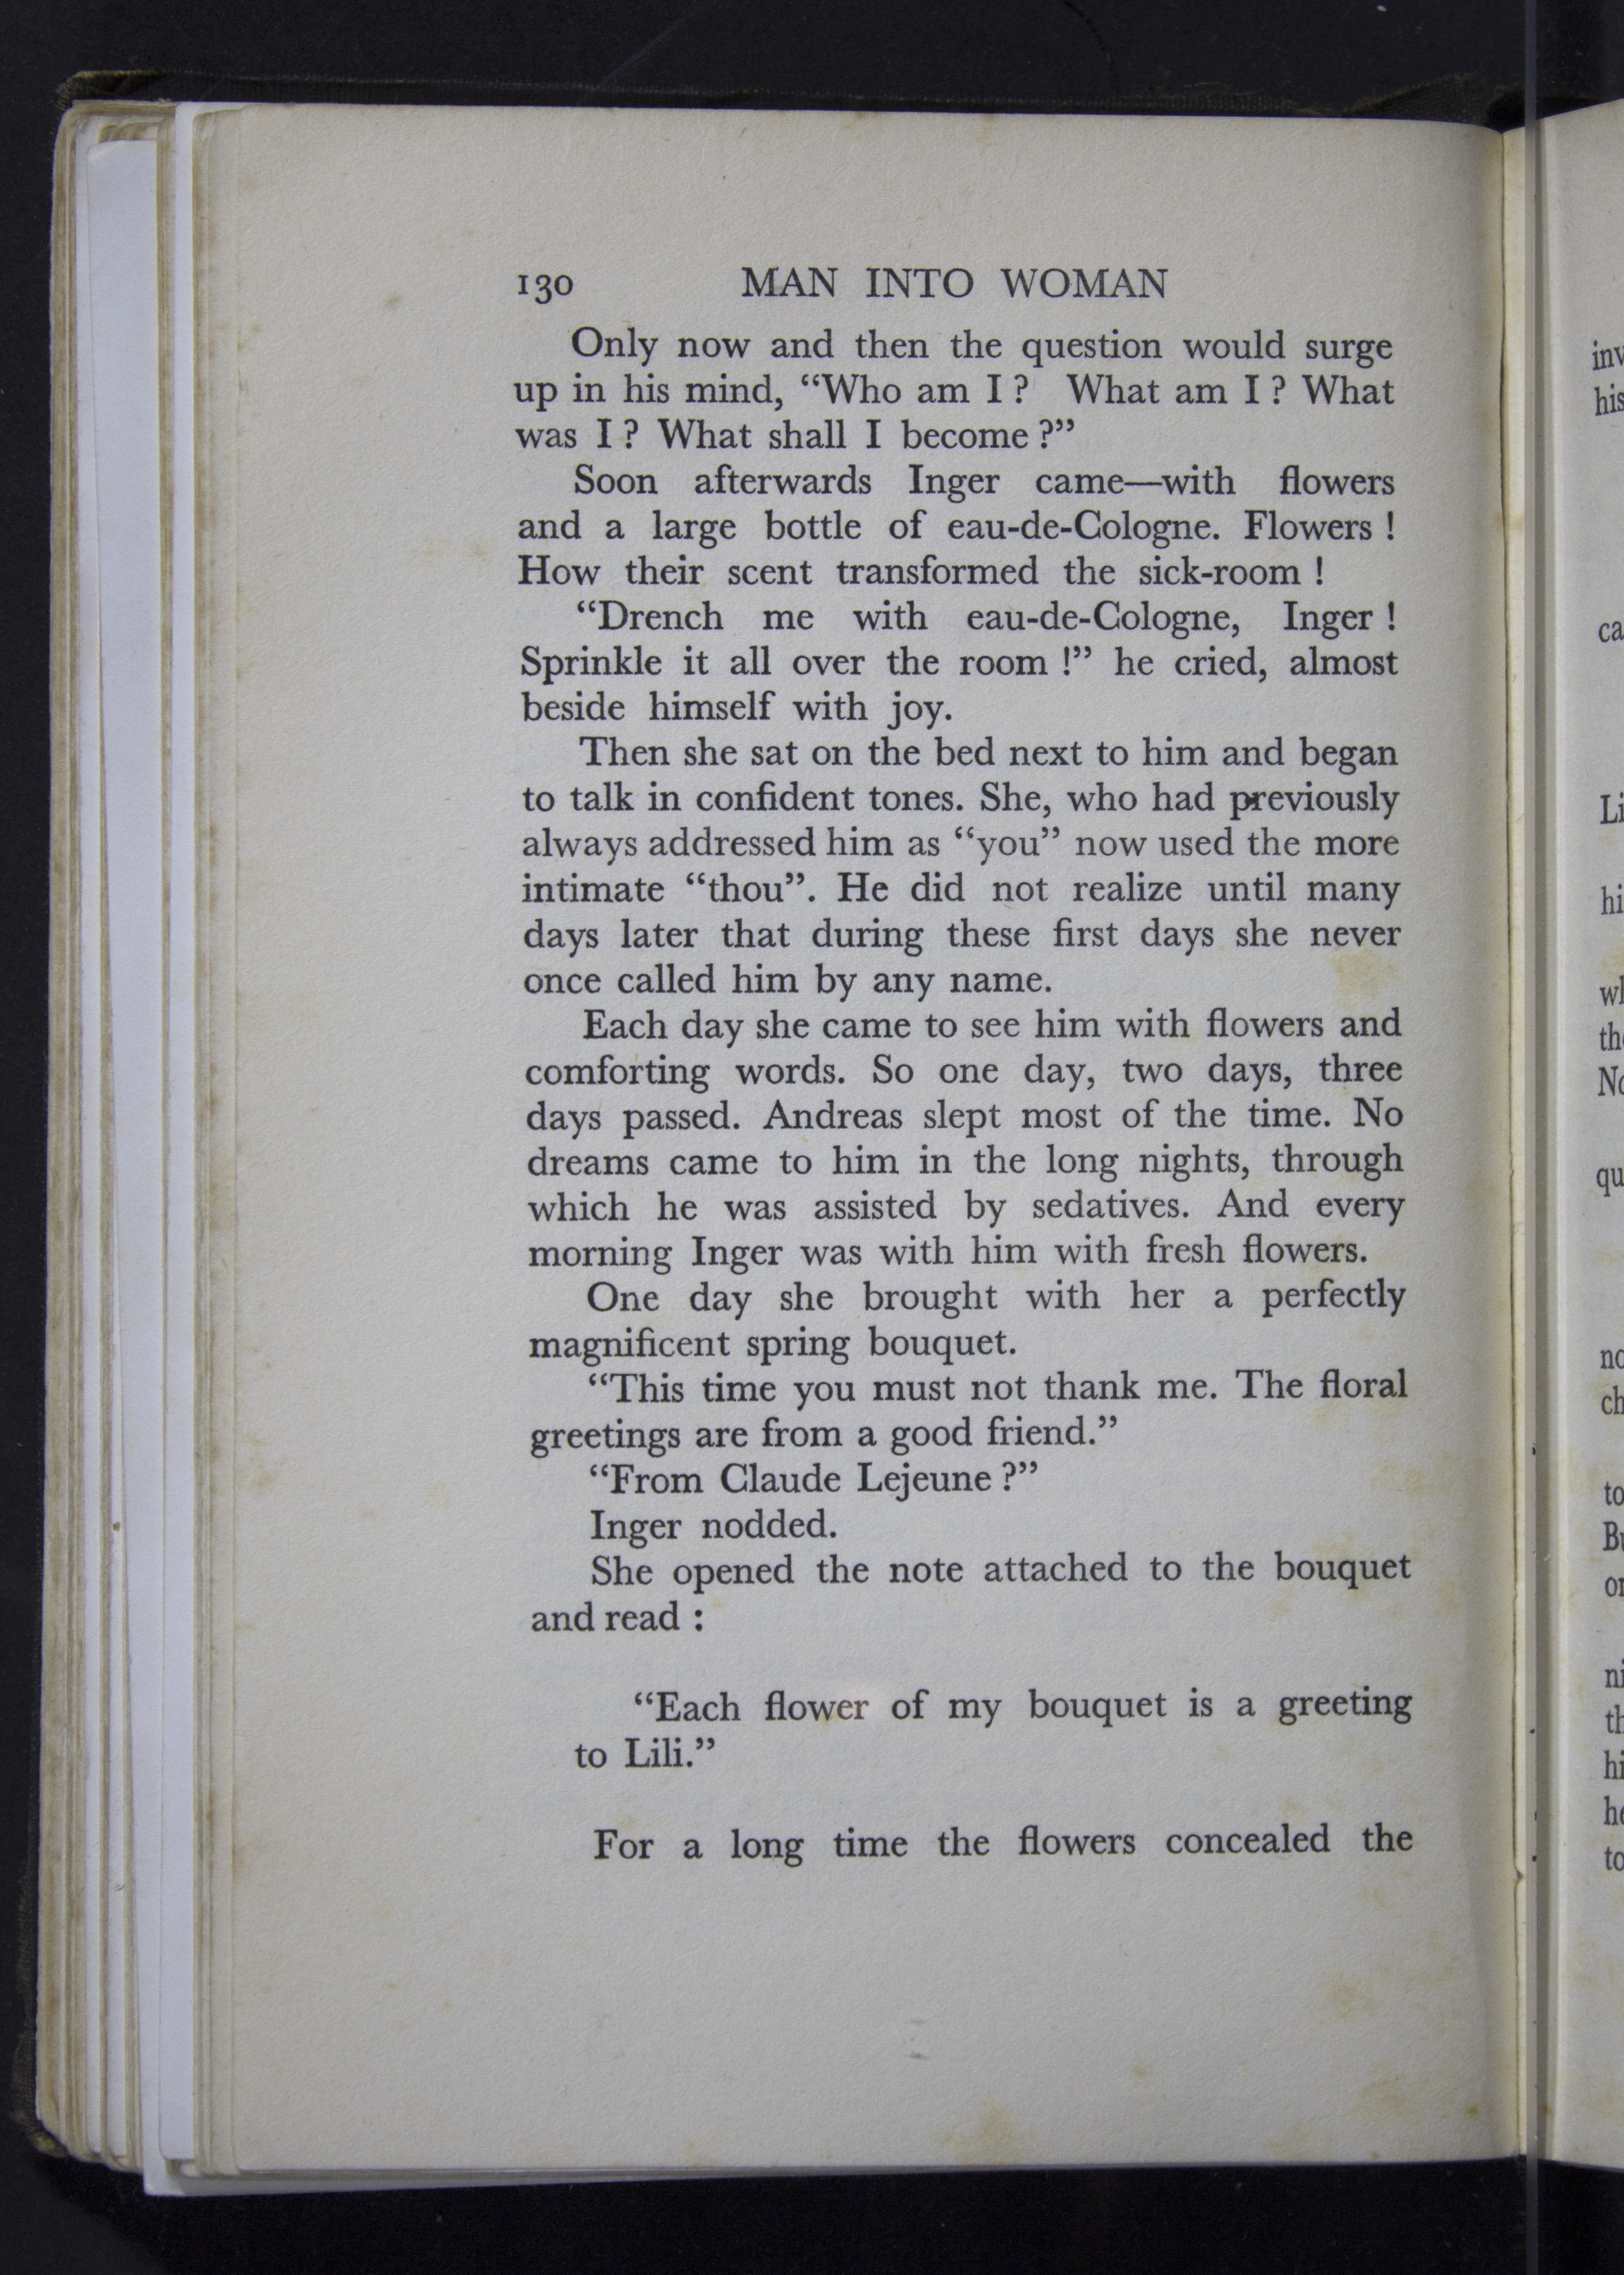 130 MAN INTO WOMAN
Only now and then the question would surge
up in his mind, “Who am I ? What am I ? What
was I ? What shall I become ?”
Soon afterwards Inger came—with flowers
and a large bottle of eau-de-Cologne. Flowers !
How their scent transformed the sick-room !
“Drench me with eau-de-Cologne, Inger !
Sprinkle it all over the room !” he cried, almost
beside himself with joy.
Then she sat on the bed next to him and began
to talk in confident tones. She, who had previously
always addressed him as “you” now used the more
intimate “thou”. He did not realize until many
days later that during these first days she never
once called him by any name.
Each day she came to see him with flowers and
comforting words. So one day, two days, three
days passed. Andreas slept most of the time. No
dreams came to him in the long nights, through
which he was assisted by sedatives. And every
morning Inger was with him with fresh flowers.
One day she brought with her a perfectly
magnificent spring bouquet.
“This time you must not thank me. The floral
greetings are from a good friend.”
“From Claude Lejeune ?”
Inger nodded.
She opened the note attached to the bouquet
and read :
“Each flower of my bouquet is a greeting
to Lili.”
For a long time the flowers concealed the